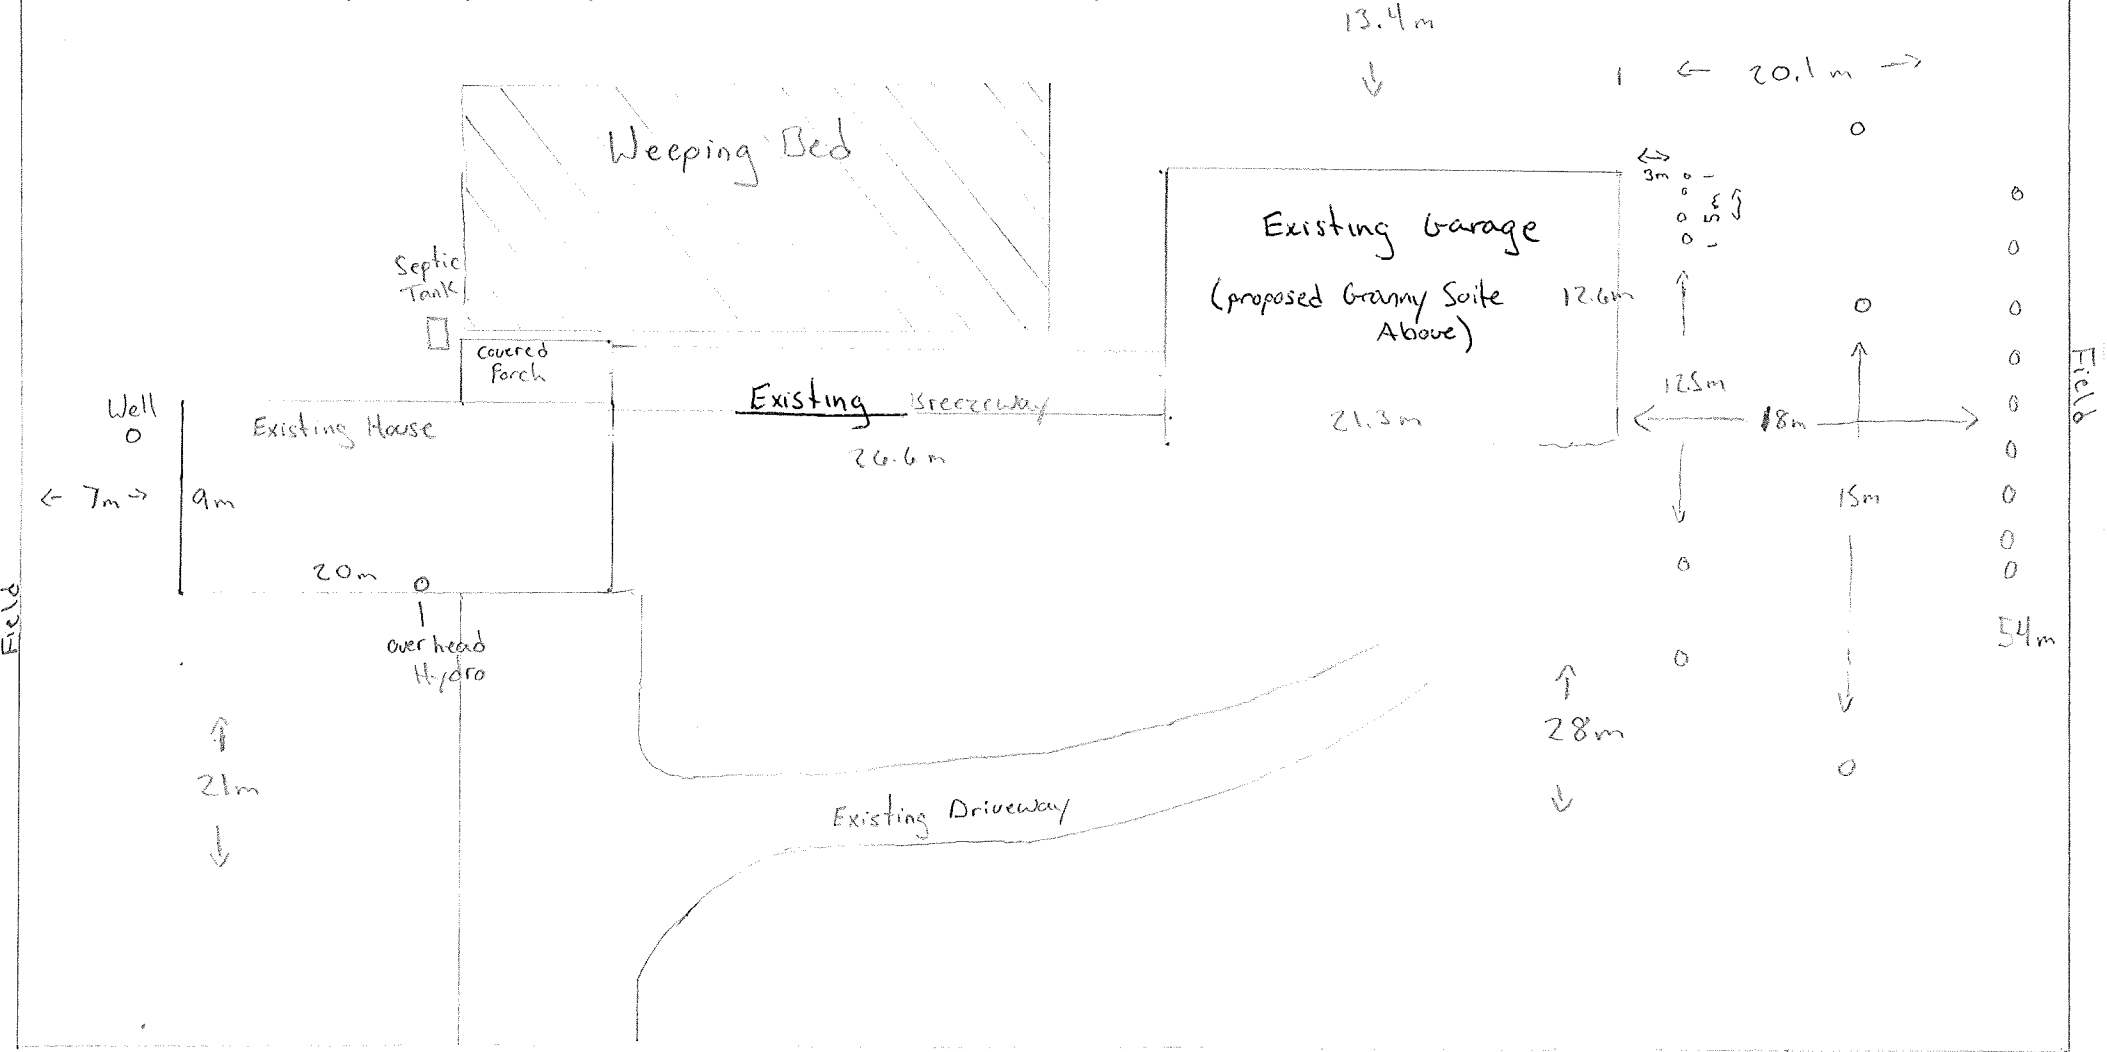 13.4m
20.1m
Weeping Bed
3m
5m
Existing Garage
Septic
Tank
(proposed Granny Suite
Above)
12.6m
covered
Porch
Well
Existing House
Existing Breezeway
21.3m
12.5m
18m
Field
26.6m
7m
9m
15m
20m
overhead
Hydro
Field
54m
28m
21m
Existing Driveway